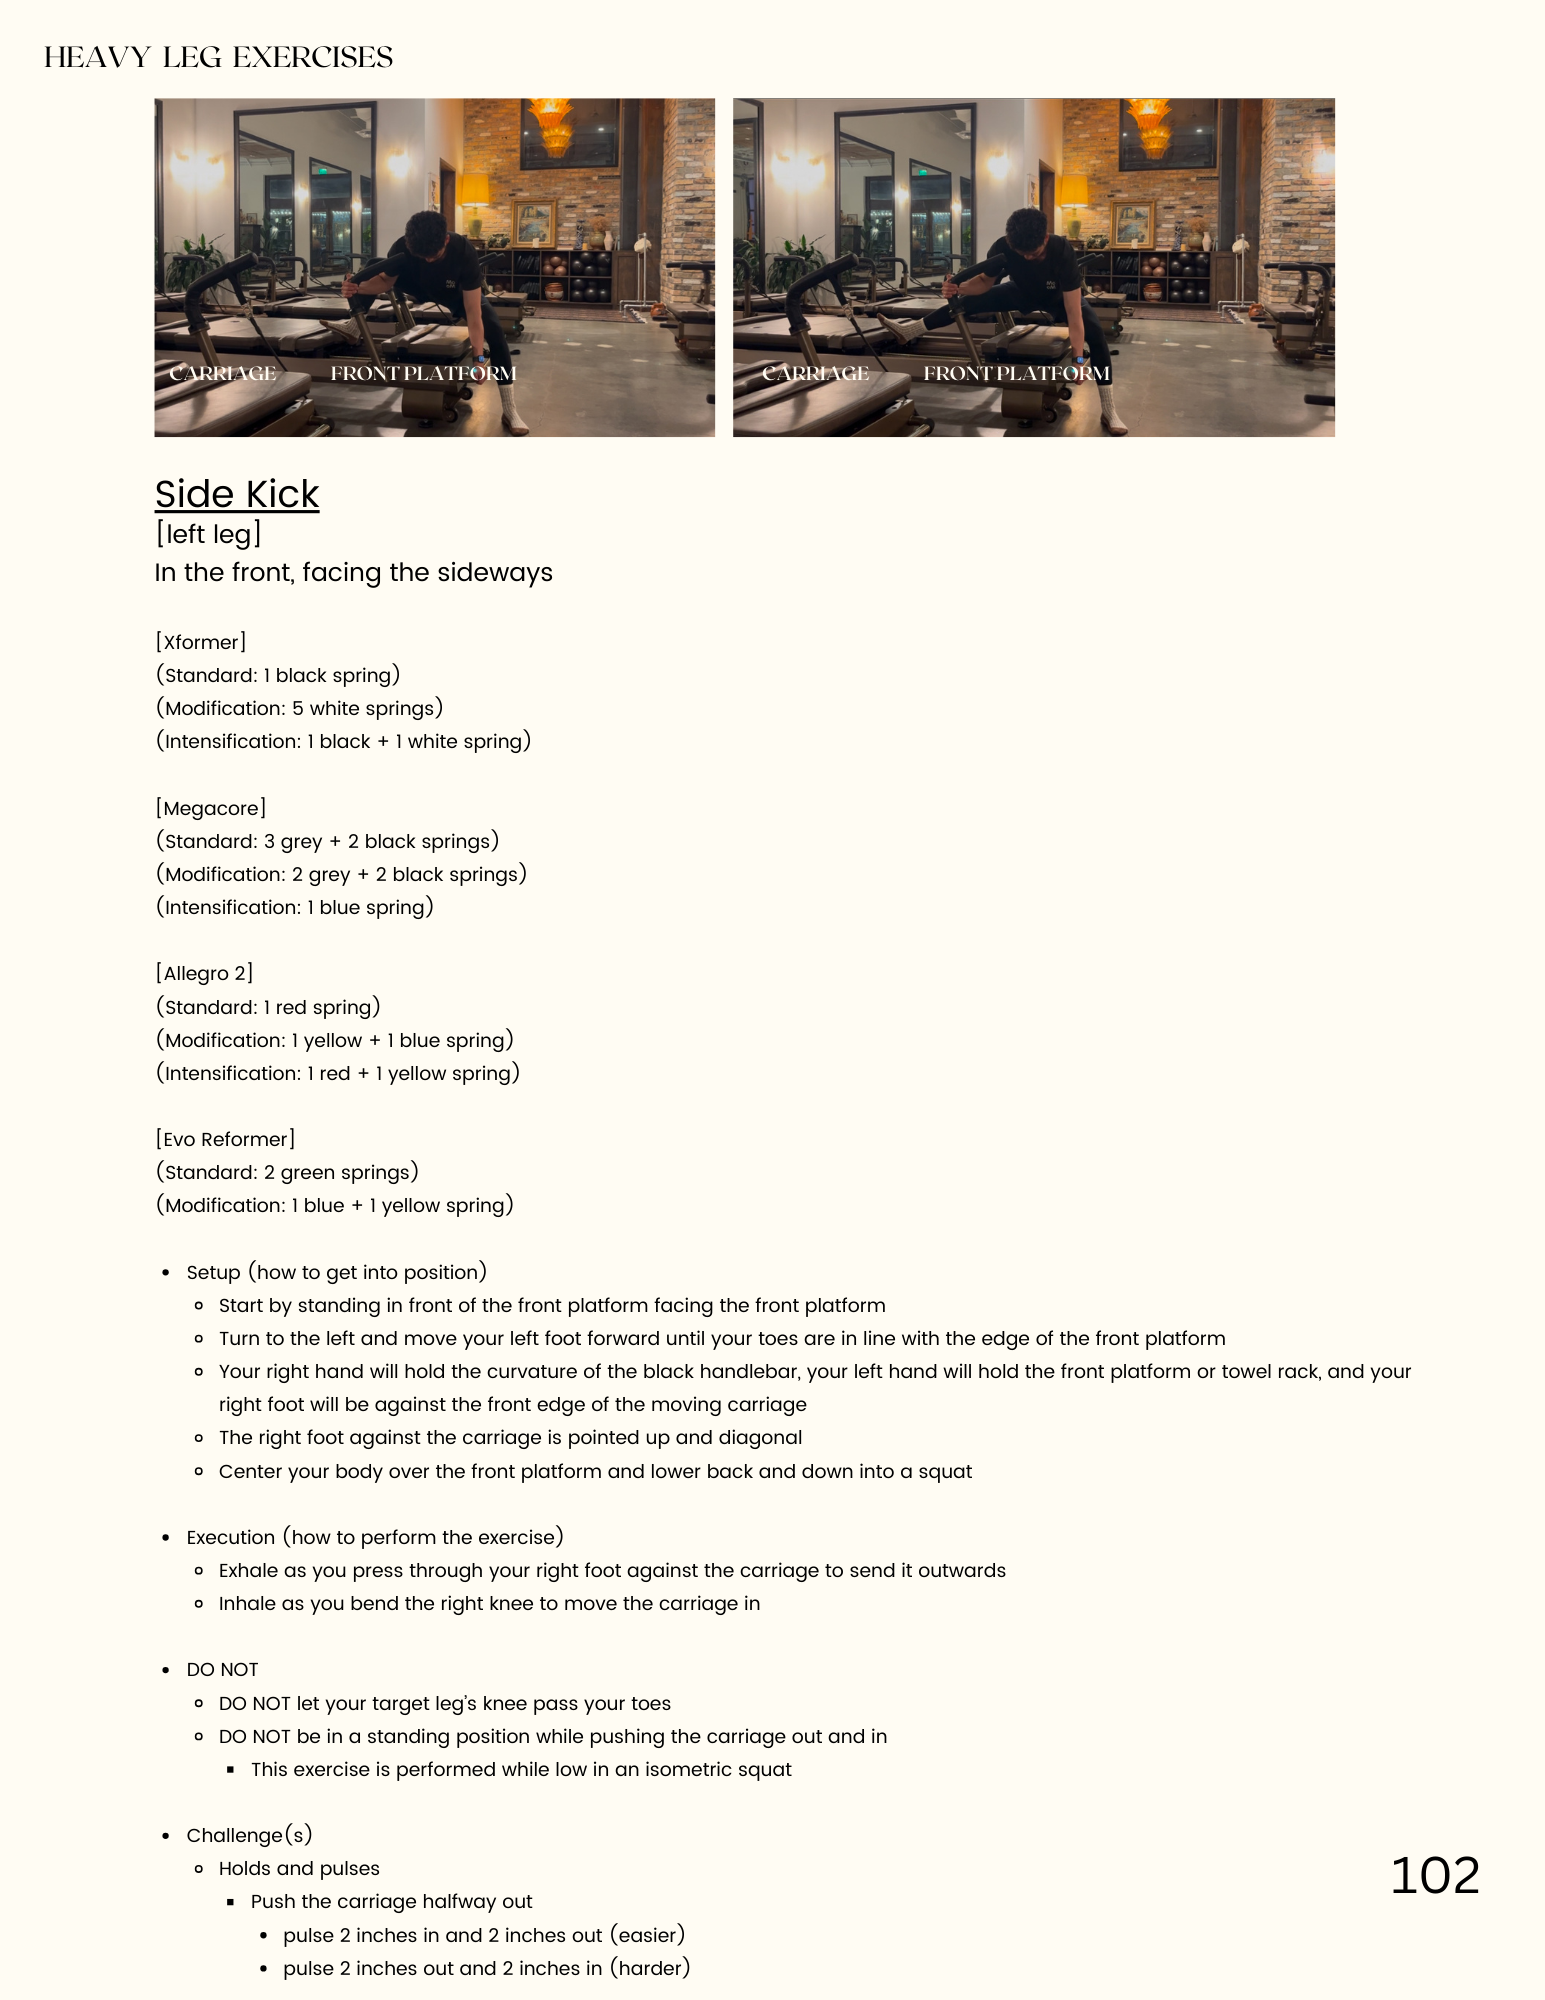 HEAVY LEG EXERCISES
CARRIAGE FRONT PLATFORM
CARRIAGE FRONT PLATFORM
Side Kick
[left leg]
In the front, facing the sideways
[Xformer]
(Standard: 1 black spring)
(Modification: 5 white springs)
(Intensification: 1 black + 1 white spring)
[Megacore]
(Standard: 3 grey + 2 black springs)
(Modification: 2 grey + 2 black springs)
(Intensification: 1 blue spring)
[Allegro 2]
(Standard: 1 red spring)
(Modification: 1 yellow + 1 blue spring)
(Intensification: 1 red + 1 yellow spring)
[Evo Reformer]
(Standard: 2 green springs)
(Modification: 1 blue + 1 yellow spring)
• Setup (how to get into position)
∘ Start by standing in front of the front platform facing the front platform
∘ Turn to the left and move your left foot forward until your toes are in line with the edge of the front platform
∘ Your right hand will hold the curvature of the black handlebar, your left hand will hold the front platform or towel rack, and your
right foot will be against the front edge of the moving carriage
∘ The right foot against the carriage is pointed up and diagonal
∘ Center your body over the front platform and lower back and down into a squat
• Execution (how to perform the exercise)
∘ Exhale as you press through your right foot against the carriage to send it outwards
∘ Inhale as you bend the right knee to move the carriage in
• DO NOT
∘ DO NOT let your target leg's knee pass your toes
∘ DO NOT be in a standing position while pushing the carriage out and in
▪ This exercise is performed while low in an isometric squat
• Challenge(s)
∘ Holds and pulses
▪ Push the carriage halfway out
• pulse 2 inches in and 2 inches out (easier)
• pulse 2 inches out and 2 inches in (harder)
102